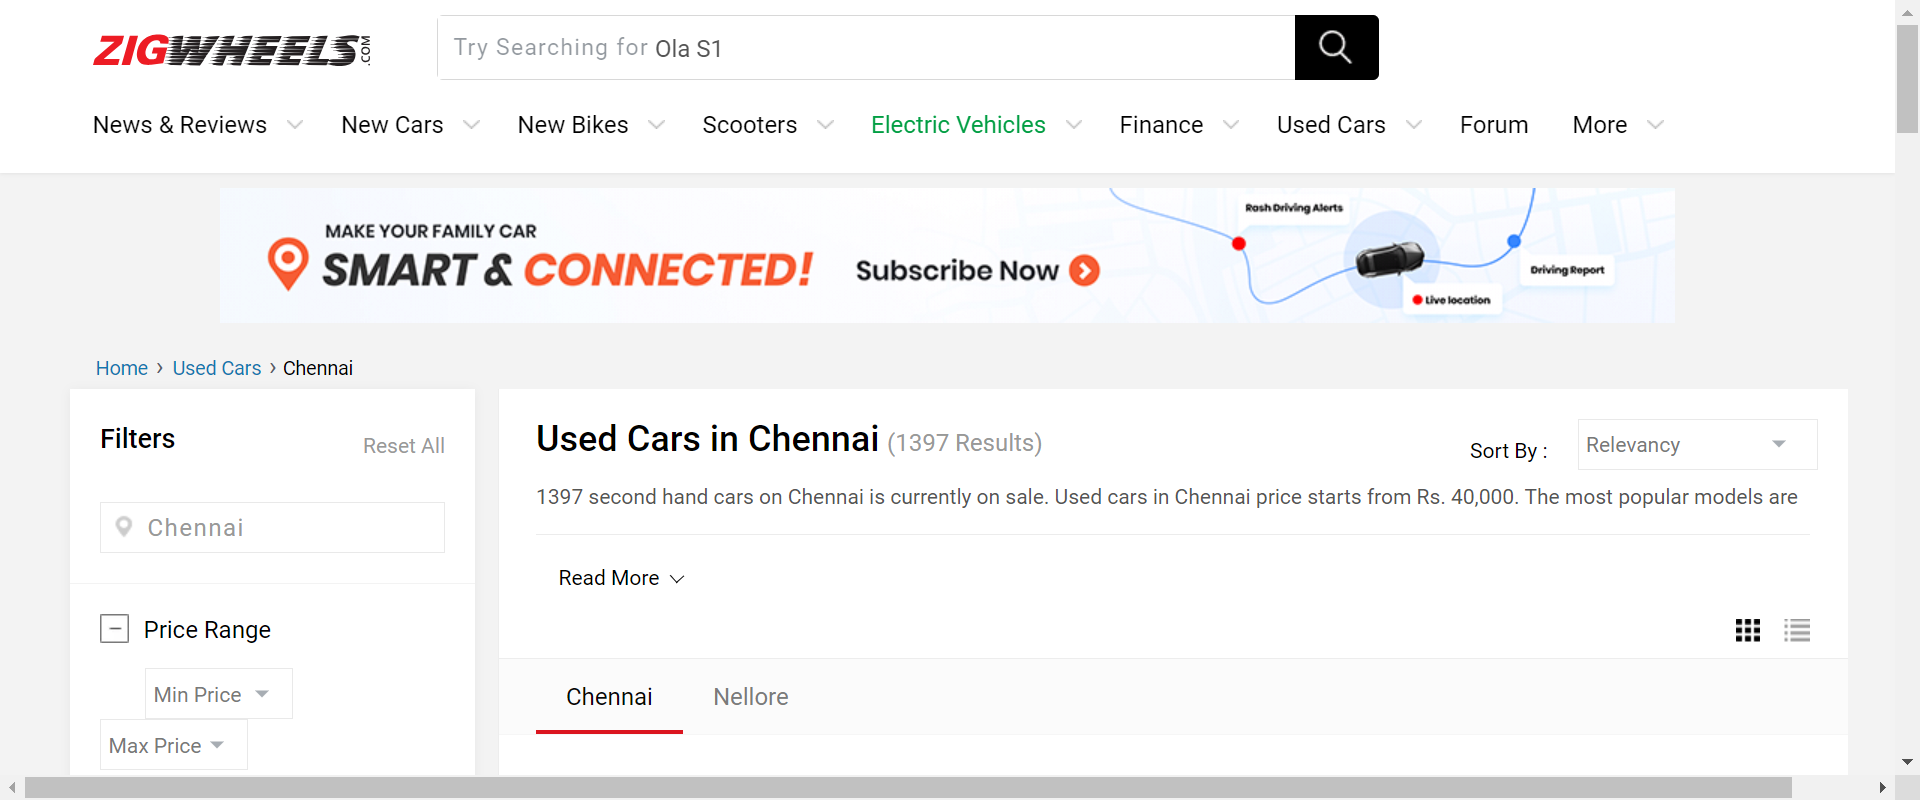 ZIGWHEELS.COM
Try Searching for Ola S1
News & Reviews New Cars New Bikes Scooters Electric Vehicles Finance Used Cars Forum More
MAKE YOUR FAMILY CAR
SMART & CONNECTED!
Subscribe Now
Rash Driving Alerts
Driving Report
Live location
Home › Used Cars › Chennai
Filters
Reset All
Chennai
Price Range
Min Price
Max Price
Used Cars in Chennai (1397 Results)
Sort By :
Relevancy
1397 second hand cars on Chennai is currently on sale. Used cars in Chennai price starts from Rs. 40,000. The most popular models are
Read More
Chennai Nellore